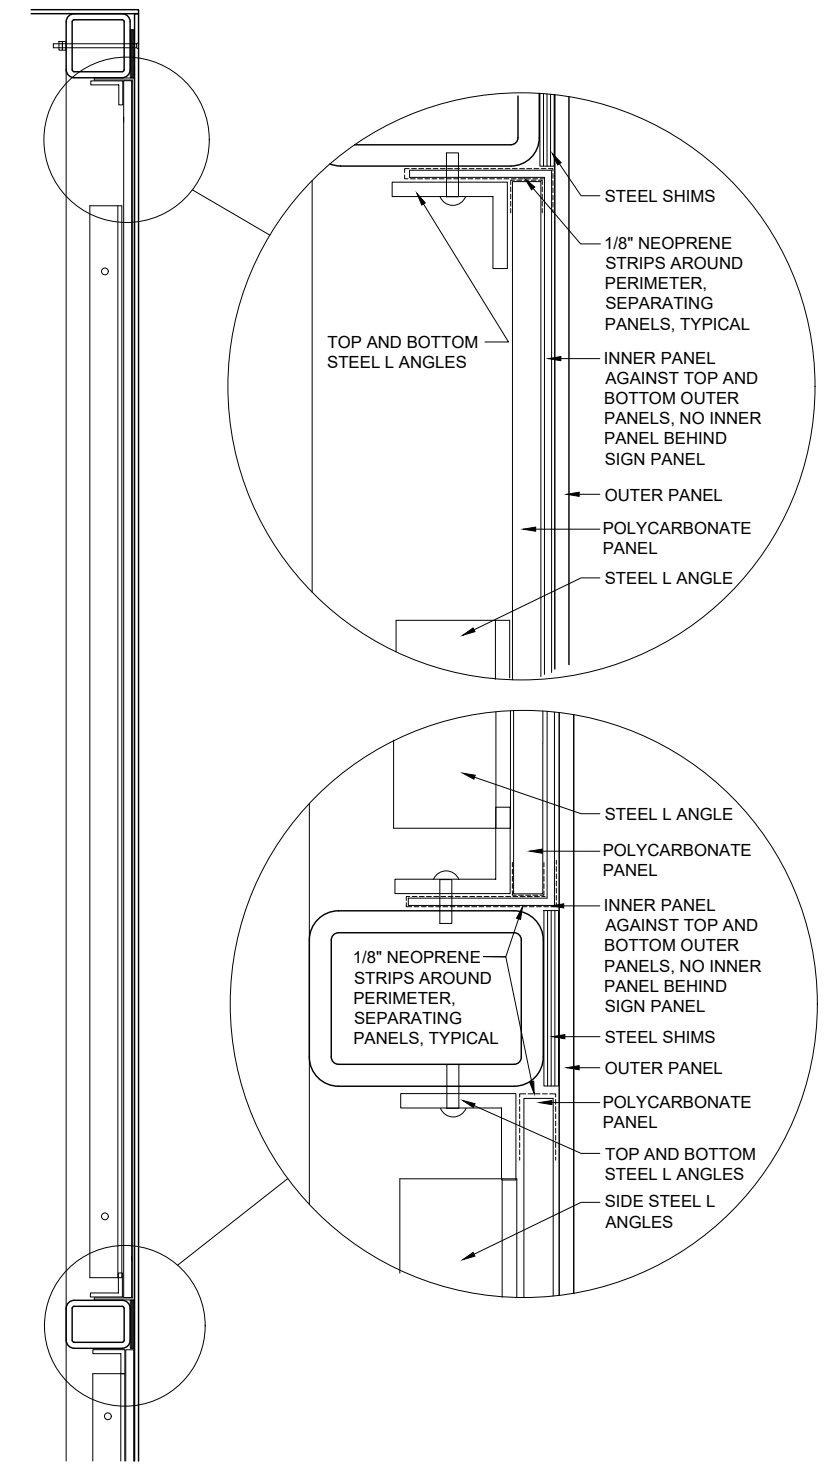 STEEL SHIMS
1/8" NEOPRENE
STRIPS AROUND
PERIMETER,
SEPARATING
PANELS, TYPICAL
TOP AND BOTTOM
STEEL L ANGLES
INNER PANEL
AGAINST TOP AND
BOTTOM OUTER
PANELS, NO INNER
PANEL BEHIND
SIGN PANEL
OUTER PANEL
POLYCARBONATE
PANEL
STEEL L ANGLE
STEEL L ANGLE
POLYCARBONATE
PANEL
INNER PANEL
AGAINST TOP AND
BOTTOM OUTER
PANELS, NO INNER
PANEL BEHIND
SIGN PANEL
1/8" NEOPRENE
STRIPS AROUND
PERIMETER,
SEPARATING
PANELS, TYPICAL
STEEL SHIMS
OUTER PANEL
POLYCARBONATE
PANEL
TOP AND BOTTOM
STEEL L ANGLES
SIDE STEEL L
ANGLES